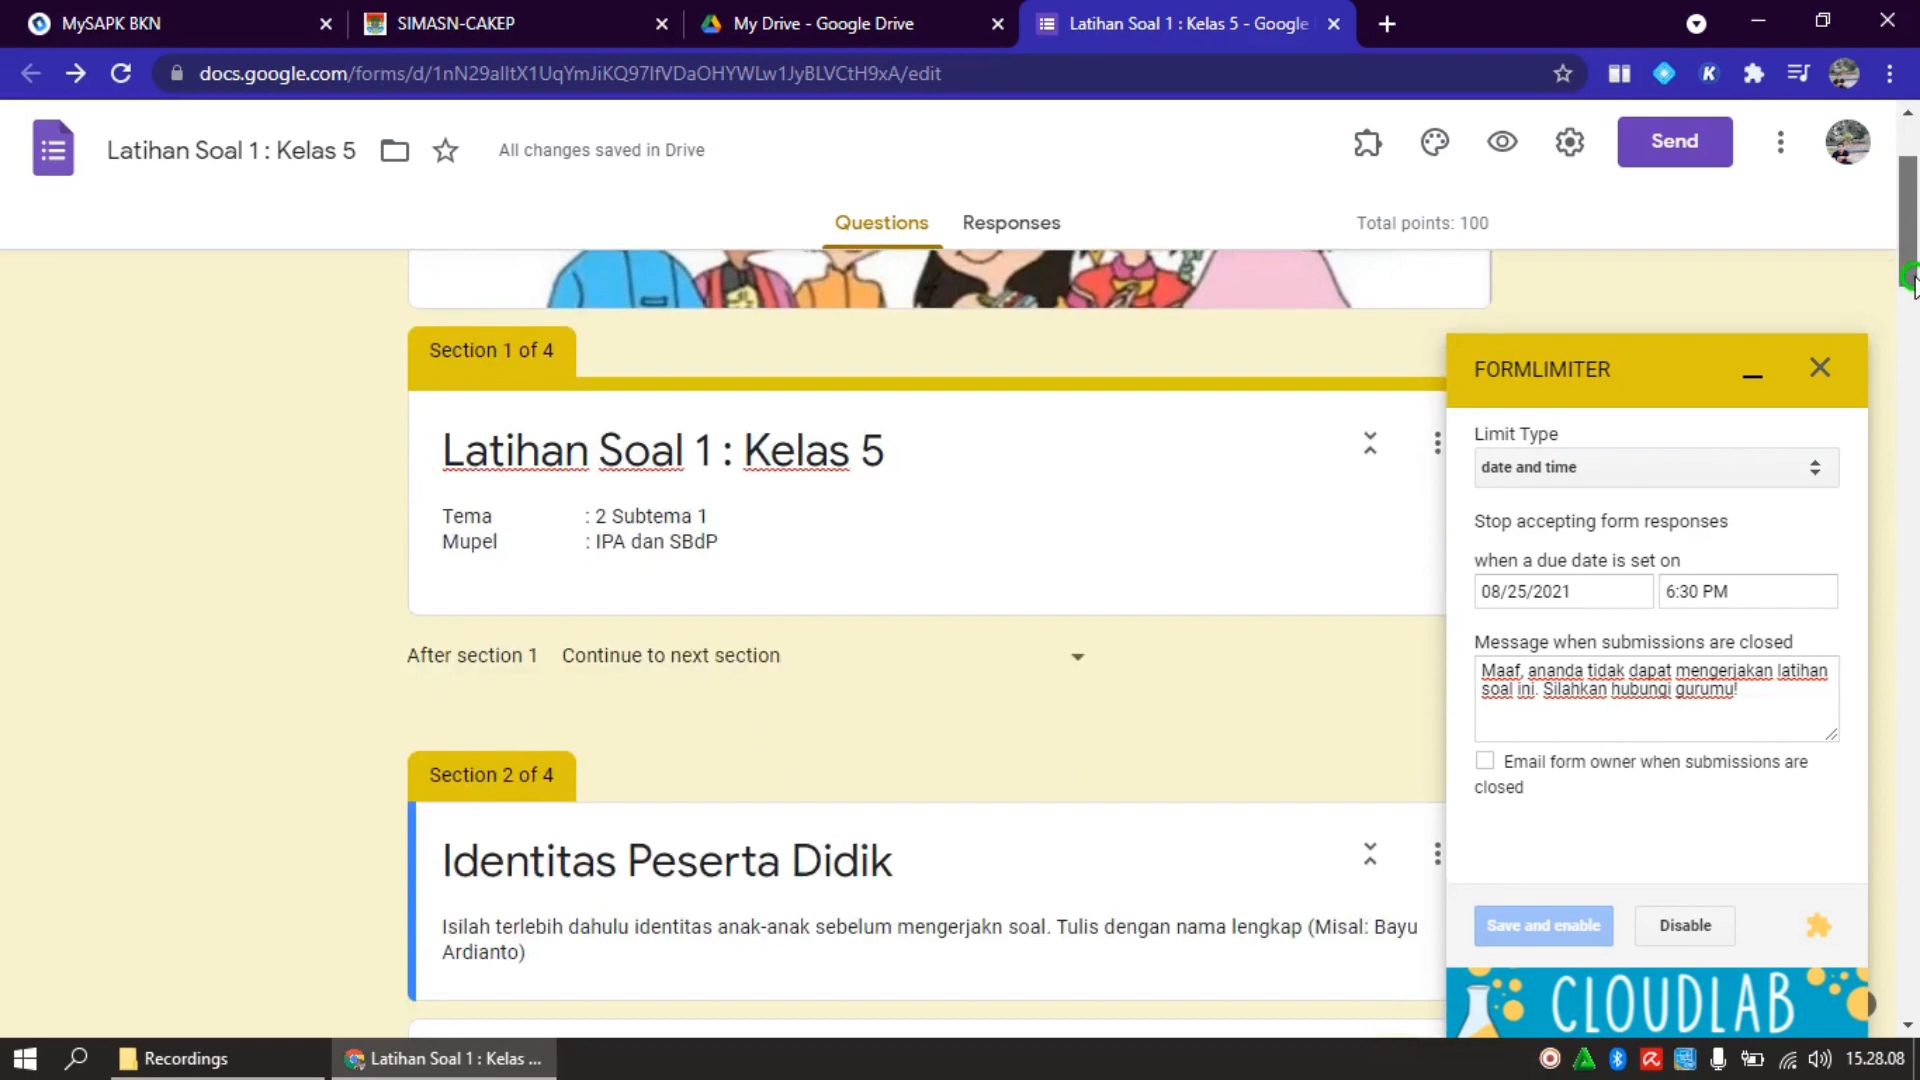 MySAPK BKN
SIMASN-CAKEP
My Drive - Google Drive
Latihan Soal 1 : Kelas 5 - Google
docs.google.com/forms/d/1nN29alItX1UqYmJiKQ97IfVDaOHYWLw1JyBLVCtH9xA/edit
Latihan Soal 1 : Kelas 5
All changes saved in Drive
Send
Questions
Responses
Total points: 100
Section 1 of 4
Latihan Soal 1 : Kelas 5
Tema : 2 Subtema 1
Mupel : IPA dan SBdP
After section 1 Continue to next section
Section 2 of 4
Identitas Peserta Didik
Isilah terlebih dahulu identitas anak-anak sebelum mengerjakn soal. Tulis dengan nama lengkap (Misal: Bayu
Ardianto)
FORMLIMITER
Limit Type
date and time
Stop accepting form responses
when a due date is set on
08/25/2021 6:30 PM
Message when submissions are closed
Maaf, ananda tidak dapat mengerjakan latihan
soal ini. Silahkan hubungi gurumu!
Email form owner when submissions are
closed
Save and enable
Disable
CLOUDLAB
Recordings
Latihan Soal 1 : Kelas ...
15.28.08